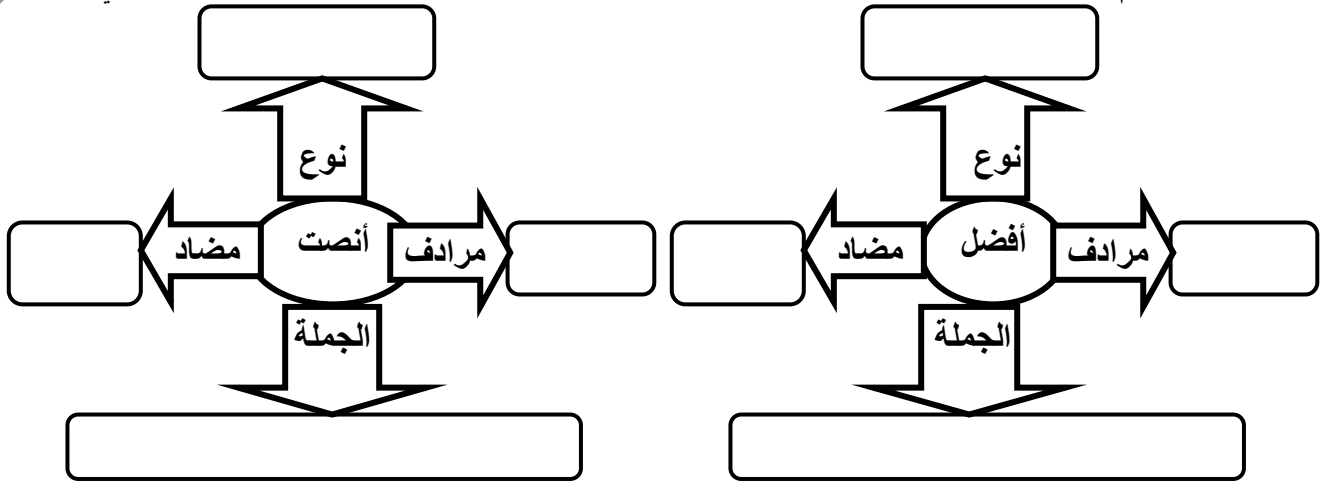 نوع
مرادف
أفضل
مضاد
الجملة
نوع
مرادف
أنصت
مضاد
الجملة